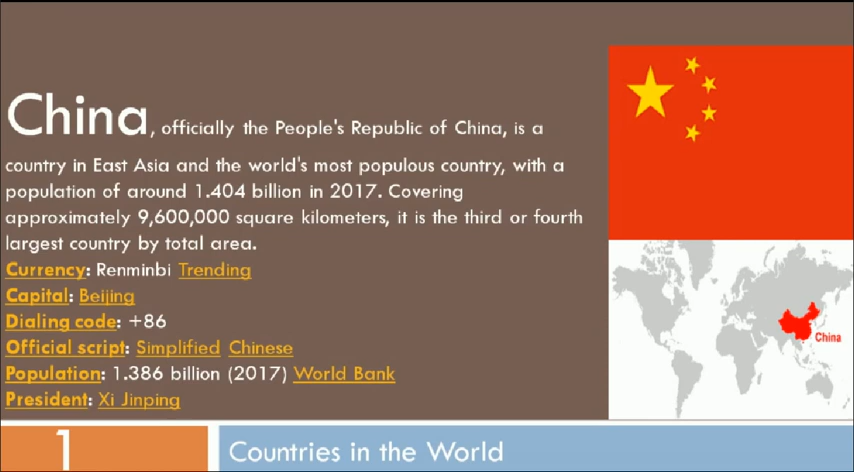 China, officially the People's Republic of China, is a
country in East Asia and the world's most populous country, with a
population of around 1.404 billion in 2017. Covering
approximately 9,600,000 square kilometers, it is the third or fourth
largest country by total area.
Currency: Renminbi Trending
Capital: Beijing
Dialing code: +86
Official script: Simplified Chinese
Population: 1.386 billion (2017) World Bank
President: Xi Jinping
China
1
Countries in the World